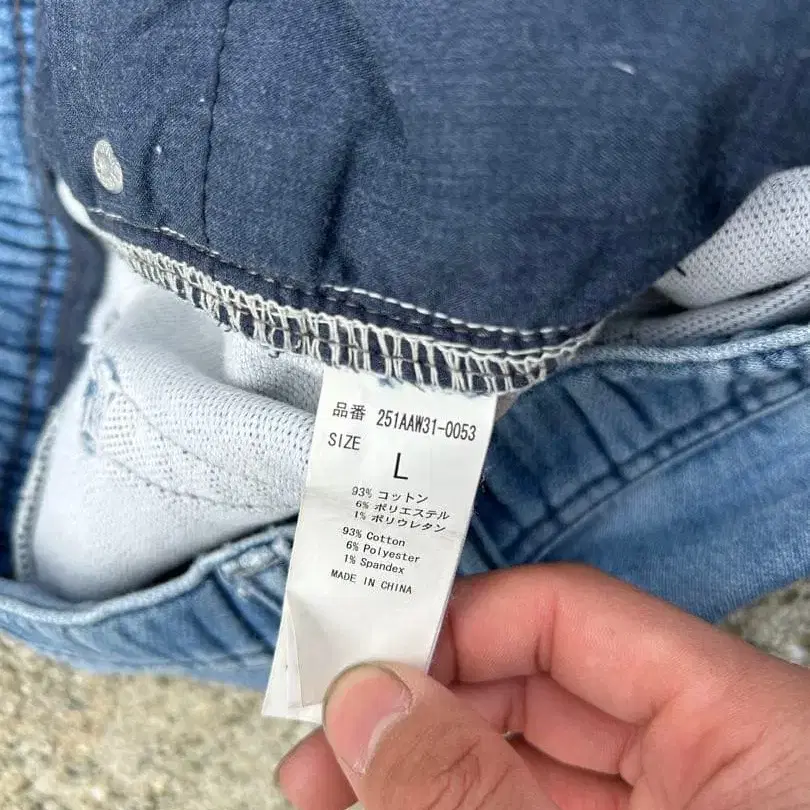 品番 251AAW31-0053
SIZE
L
93% コットン
6% ポリエステル
1% ポリウレタン
93% Cotton
6% Polyester
1% Spandex
MADE IN CHINA